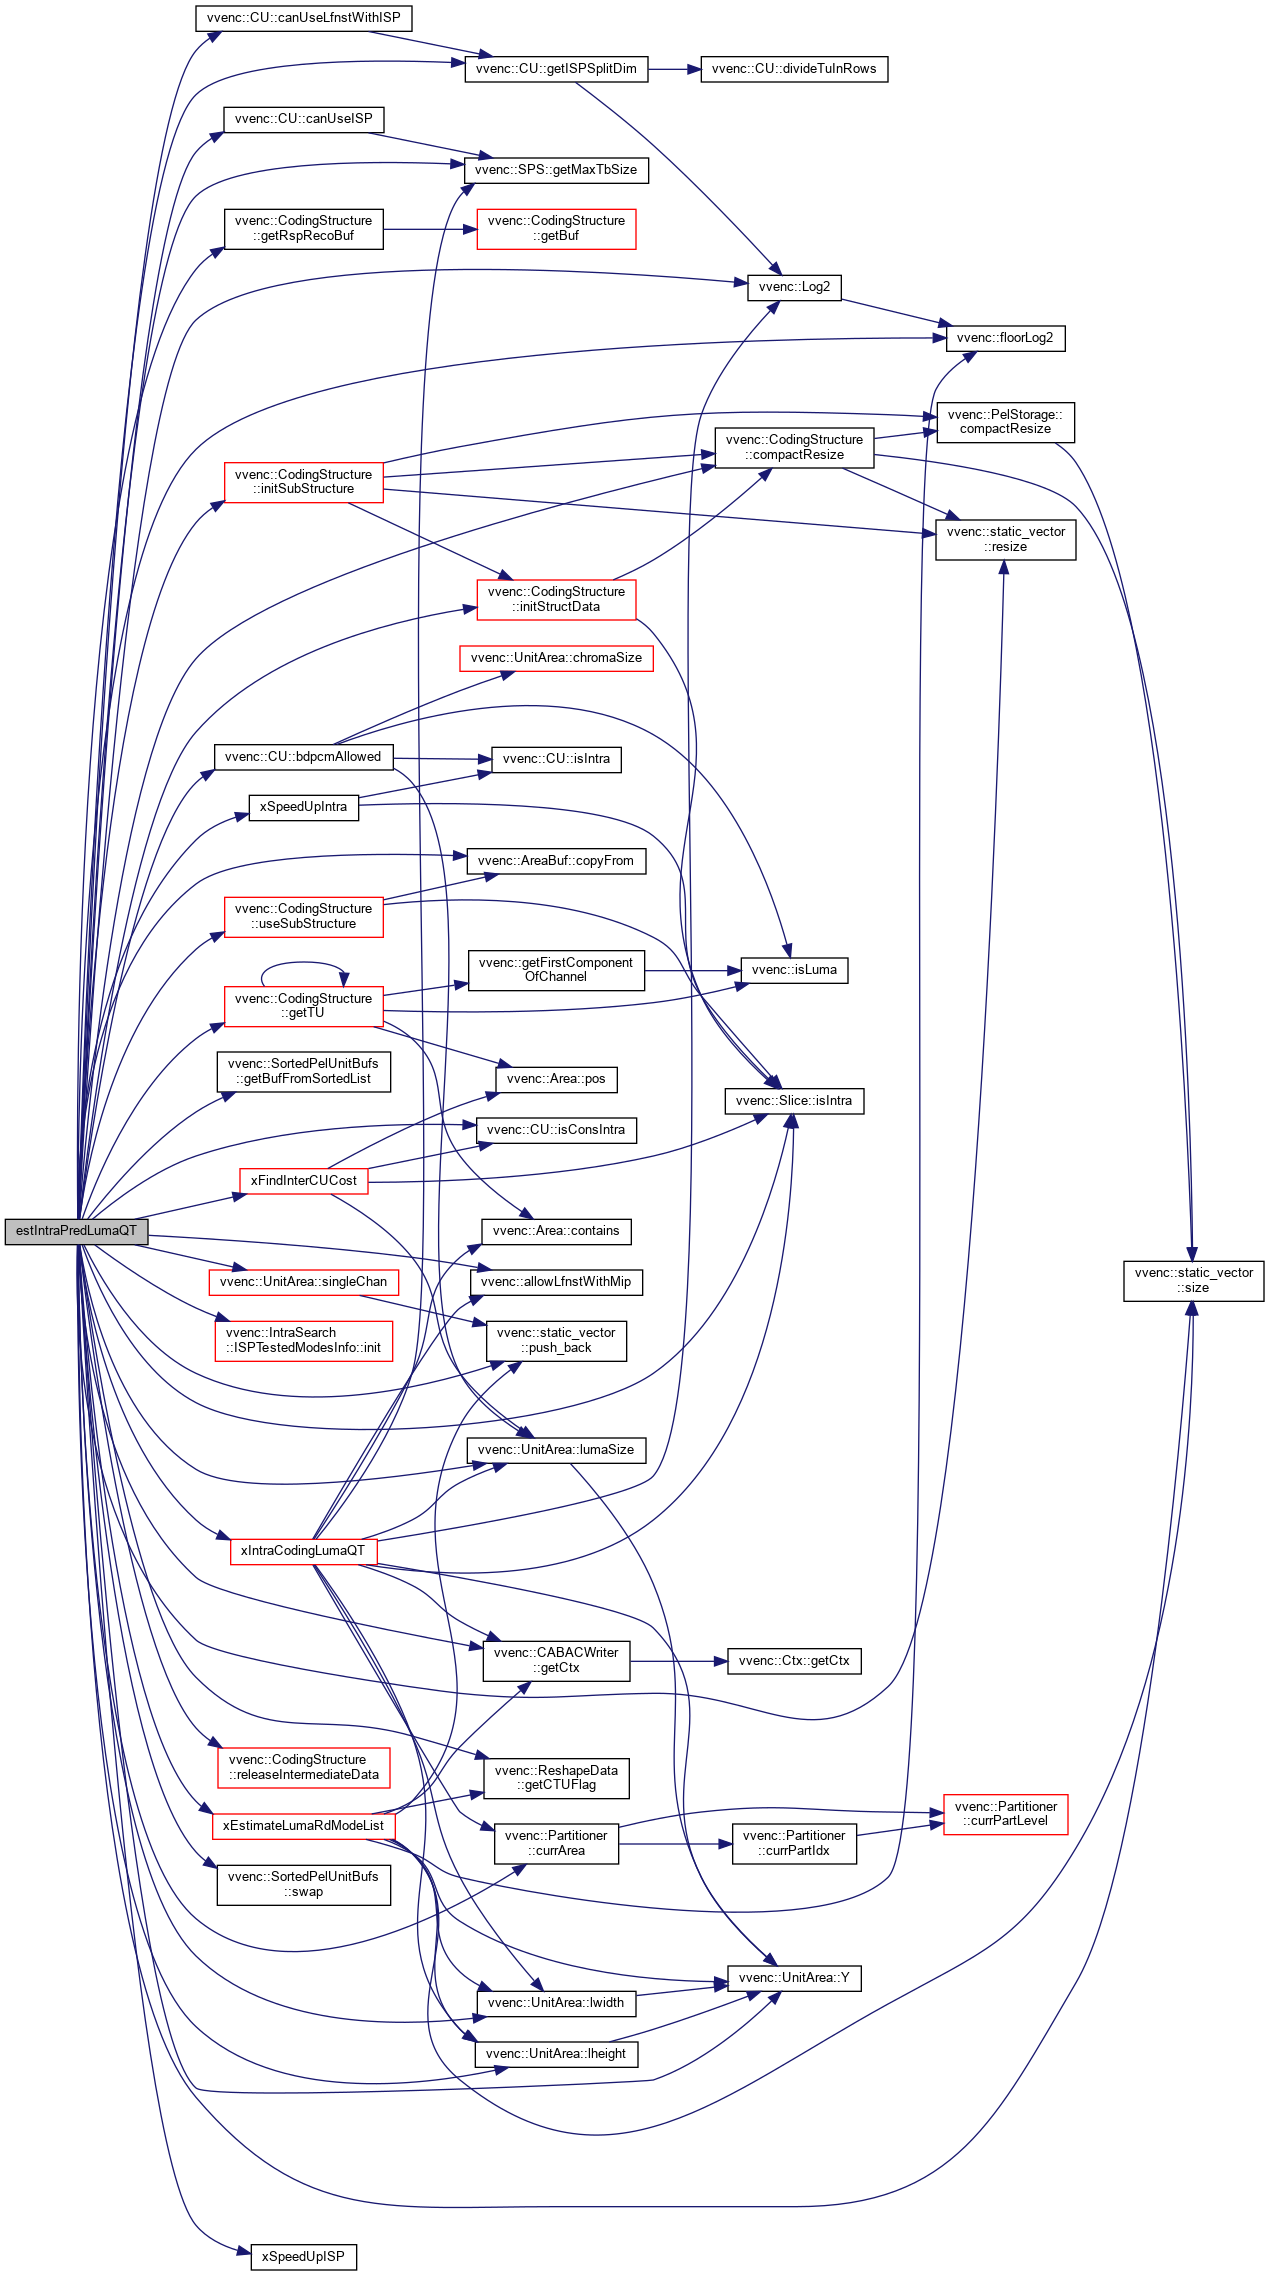 vvenc::CU::canUseLfnstWithISP
vvenc::CU::getISPSplitDim
vvenc::CU::divideTuInRows
vvenc::CU::canUseISP
vvenc::SPS::getMaxTbSize
vvenc::CodingStructure
::getRspRecoBuf
vvenc::CodingStructure
::getBuf
vvenc::Log2
vvenc::floorLog2
vvenc::PelStorage::
compactResize
vvenc::CodingStructure
::compactResize
vvenc::CodingStructure
::initSubStructure
vvenc::static_vector
::resize
vvenc::CodingStructure
::initStructData
vvenc::UnitArea::chromaSize
vvenc::CU::bdpcmAllowed
vvenc::CU::isIntra
xSpeedUpIntra
vvenc::AreaBuf::copyFrom
vvenc::CodingStructure
::useSubStructure
vvenc::getFirstComponent
OfChannel
vvenc::isLuma
vvenc::CodingStructure
::getTU
vvenc::SortedPelUnitBufs
::getBufFromSortedList
vvenc::Area::pos
vvenc::Slice::isIntra
vvenc::CU::isConsIntra
xFindInterCUCost
estIntraPredLumaQT
vvenc::Area::contains
vvenc::UnitArea::singleChan
vvenc::allowLfnstWithMip
vvenc::static_vector
::size
vvenc::IntraSearch
::ISPTestedModesInfo::init
vvenc::static_vector
::push_back
vvenc::UnitArea::lumaSize
xIntraCodingLumaQT
vvenc::CABACWriter
::getCtx
vvenc::Ctx::getCtx
vvenc::CodingStructure
::releaseIntermediateData
vvenc::ReshapeData
::getCTUFlag
xEstimateLumaRdModeList
vvenc::Partitioner
::currPartLevel
vvenc::Partitioner
::currArea
vvenc::Partitioner
::currPartIdx
vvenc::SortedPelUnitBufs
::swap
vvenc::UnitArea::Y
vvenc::UnitArea::lwidth
vvenc::UnitArea::lheight
xSpeedUpISP